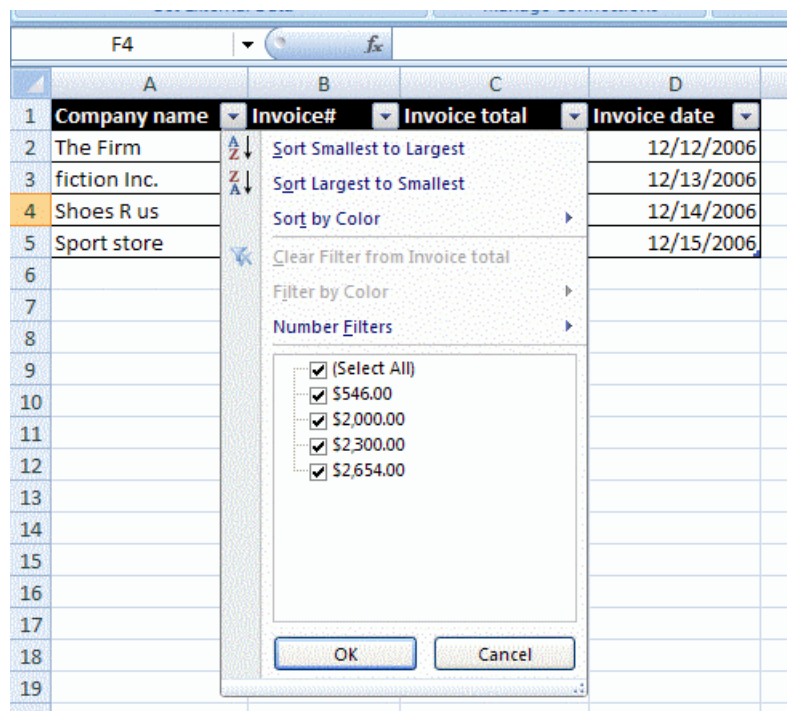 F4 fx
A B C D
1 Company name Invoice# Invoice total Invoice date
2 The Firm 12/12/2006
3 fiction Inc. 12/13/2006
4 Shoes R us 12/14/2006
5 Sport store 12/15/2006
6
7
8
9
10
11
12
13
14
15
16
17
18
19
A Z Sort Smallest to Largest
Z A Sort Largest to Smallest
Sort by Color
Clear Filter from Invoice total
Filter by Color
Number Filters
(Select All)
$546.00
$2,000.00
$2,300.00
$2,654.00
OK Cancel